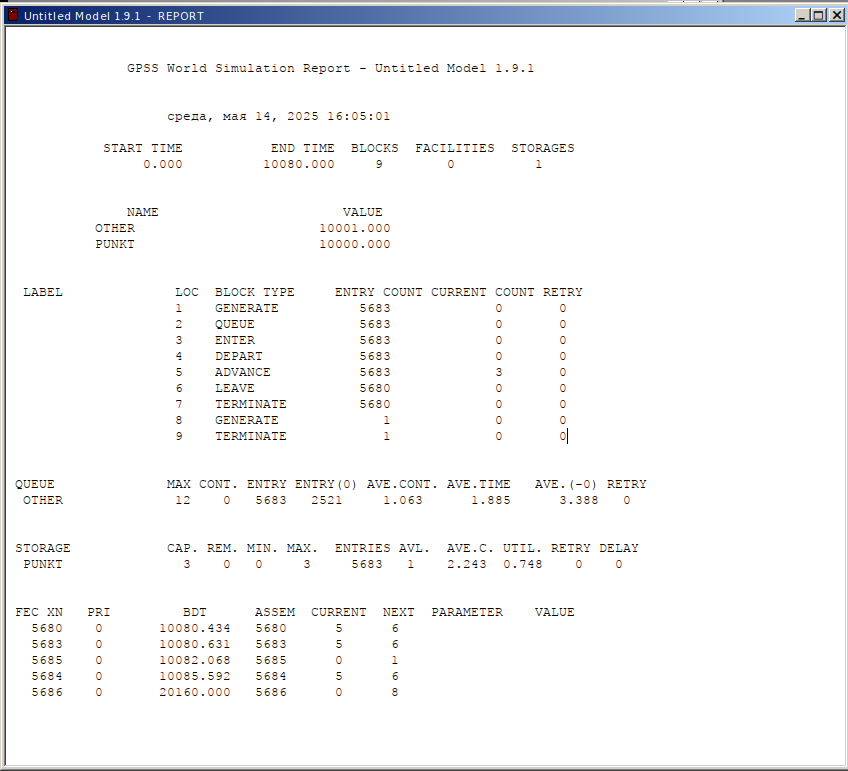 Untitled Model 1.9.1 - REPORT
GPSS World Simulation Report - Untitled Model 1.9.1
среда, мая 14, 2025 16:05:01
START TIME END TIME BLOCKS FACILITIES STORAGES
0.000 10080.000 9 0 1
NAME VALUE
OTHER 10001.000
PUNKT 10000.000
LABEL LOC BLOCK TYPE ENTRY COUNT CURRENT COUNT RETRY
1 GENERATE 5683 0 0
2 QUEUE 5683 0 0
3 ENTER 5683 0 0
4 DEPART 5683 0 0
5 ADVANCE 5683 3 0
6 LEAVE 5680 0 0
7 TERMINATE 5680 0 0
8 GENERATE 1 0 0
9 TERMINATE 1 0 0
QUEUE MAX CONT. ENTRY ENTRY(0) AVE.CONT. AVE.TIME AVE.(-0) RETRY
OTHER 12 0 5683 2521 1.063 1.885 3.388 0
STORAGE CAP. REM. MIN. MAX. ENTRIES AVL. AVE.C. UTIL. RETRY DELAY
PUNKT 3 0 0 3 5683 1 2.243 0.748 0 0
FEC XN PRI BDT ASSEM CURRENT NEXT PARAMETER VALUE
5680 0 10080.434 5680 5 6
5683 0 10080.631 5683 5 6
5685 0 10082.068 5685 0 1
5684 0 10085.592 5684 5 6
5686 0 20160.000 5686 0 8